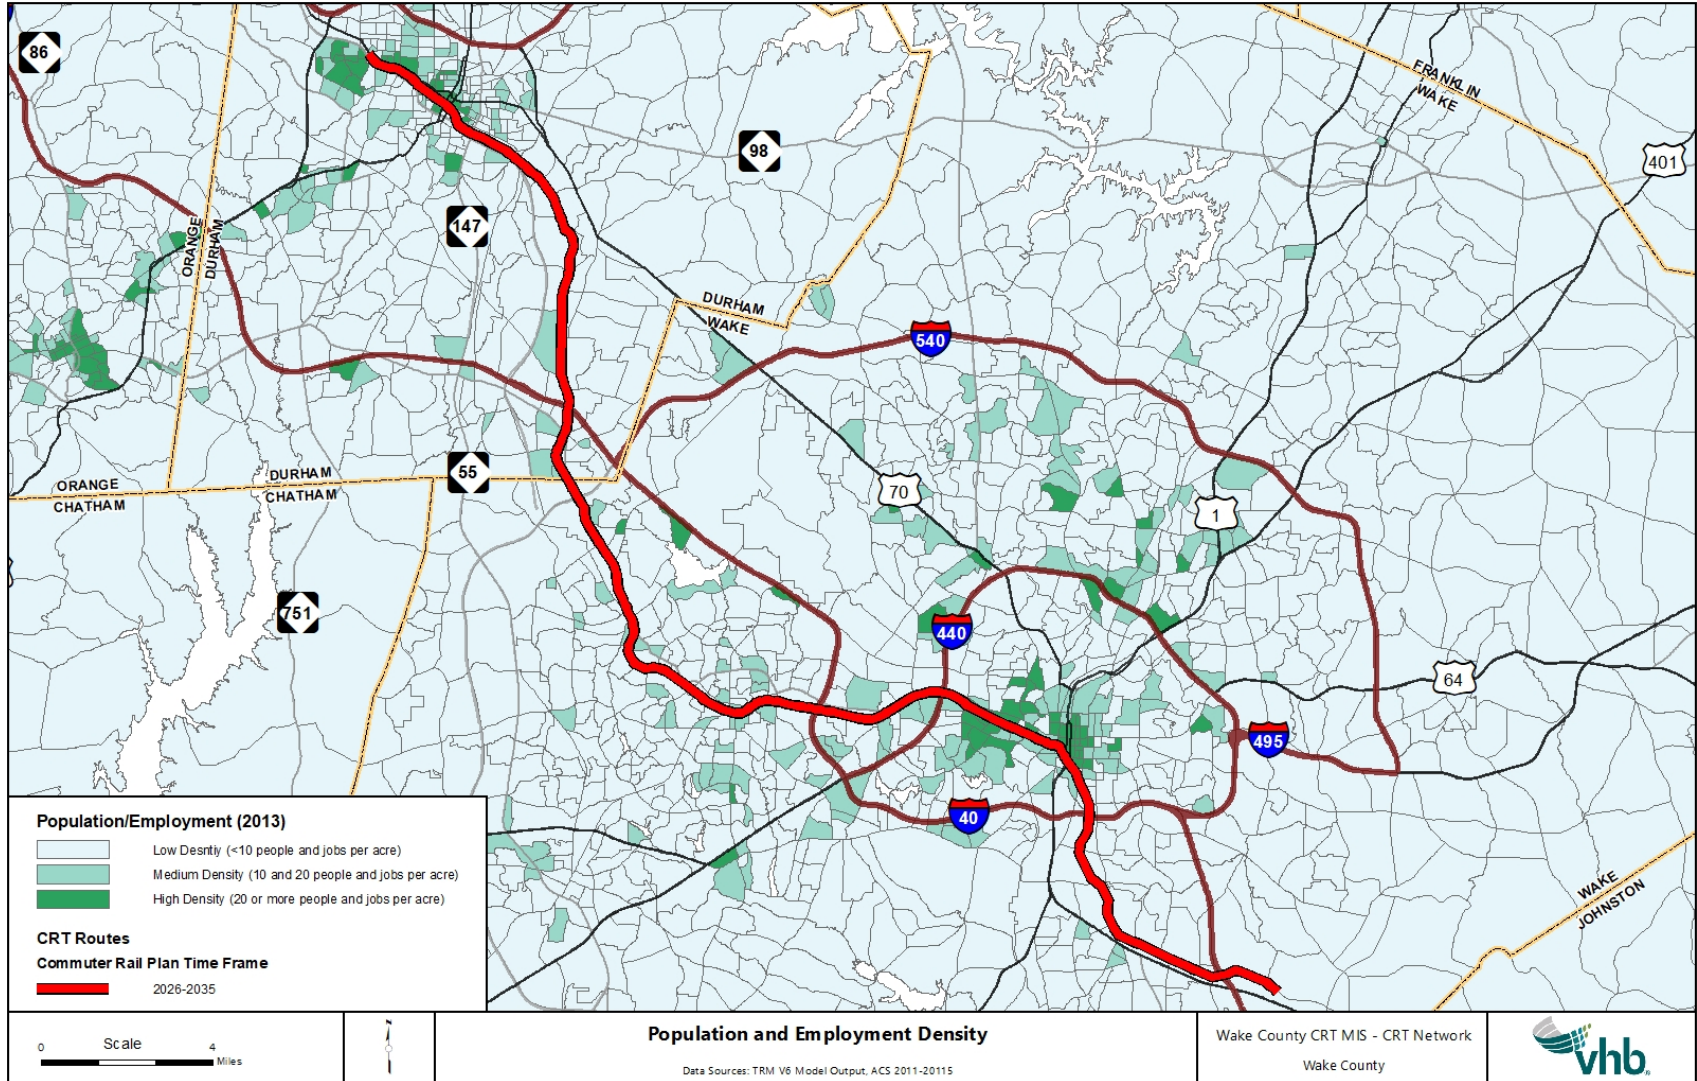 86
98
147
401
FRANKLIN
WAKE
ORANGE
DURHAM
DURHAM
WAKE
540
55
DURHAM
CHATHAM
ORANGE
CHATHAM
70
1
751
440
64
495
40
WAKE
JOHNSTON
Population/Employment (2013)
Low Desntiy (<10 people and jobs per acre)
Medium Density (10 and 20 people and jobs per acre)
High Density (20 or more people and jobs per acre)
CRT Routes
Commuter Rail Plan Time Frame
2026-2035
0 Scale 4
Miles
N
Population and Employment Density
Data Sources: TRM V6 Model Output, ACS 2011-20115
Wake County CRT MIS - CRT Network
Wake County
vhb